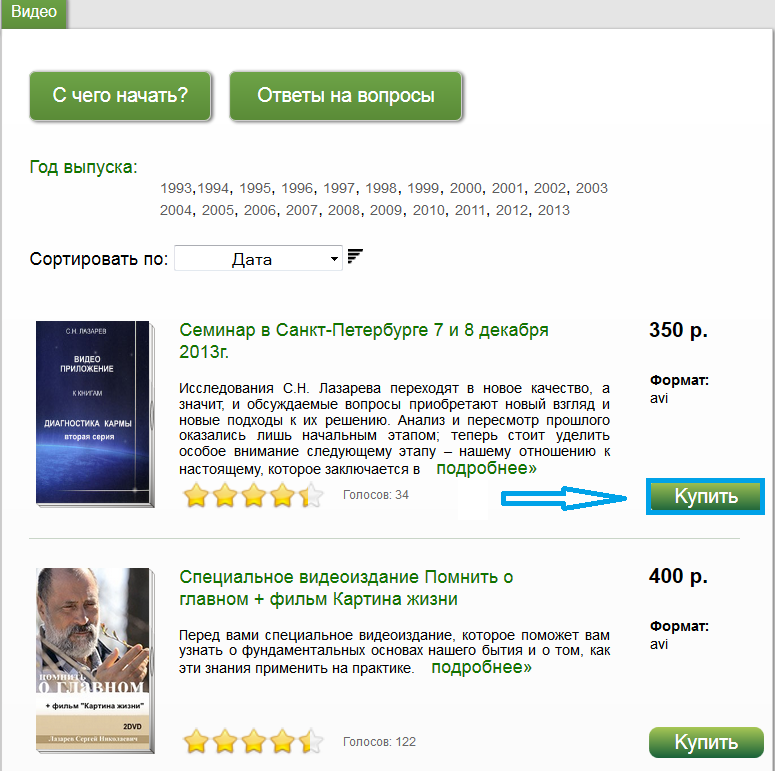 Видео
С чего начать?
Ответы на вопросы
Год выпуска:
1993,1994, 1995, 1996, 1997, 1998, 1999, 2000, 2001, 2002, 2003
2004, 2005, 2006, 2007, 2008, 2009, 2010, 2011, 2012, 2013
Сортировать по: Дата
С.Н. ЛАЗАРЕВ
ВИДЕО
ПРИЛОЖЕНИЕ
К КНИГАМ
ДИАГНОСТИКА КАРМЫ
вторая серия
Семинар в Санкт-Петербурге 7 и 8 декабря
2013г.
350 р.
Исследования С.Н. Лазарева переходят в новое качество, а
значит, и обсуждаемые вопросы приобретают новый взгляд и
новые подходы к их решению. Анализ и пересмотр прошлого
оказались лишь начальным этапом; теперь стоит уделить
особое внимание следующему этапу – нашему отношению к
настоящему, которое заключается в подробнее»
Формат:
avi
Голосов: 34
Купить
ПОМНИТЬ
О ГЛАВНОМ
+ фильм "Картина жизни"
2DVD
Лазарев Сергей Николаевич
Специальное видеоиздание Помнить о
главном + фильм Картина жизни
400 р.
Перед вами специальное видеоиздание, которое поможет вам
узнать о фундаментальных основах нашего бытия и о том, как
эти знания применить на практике. подробнее»
Формат:
avi
Голосов: 122
Купить